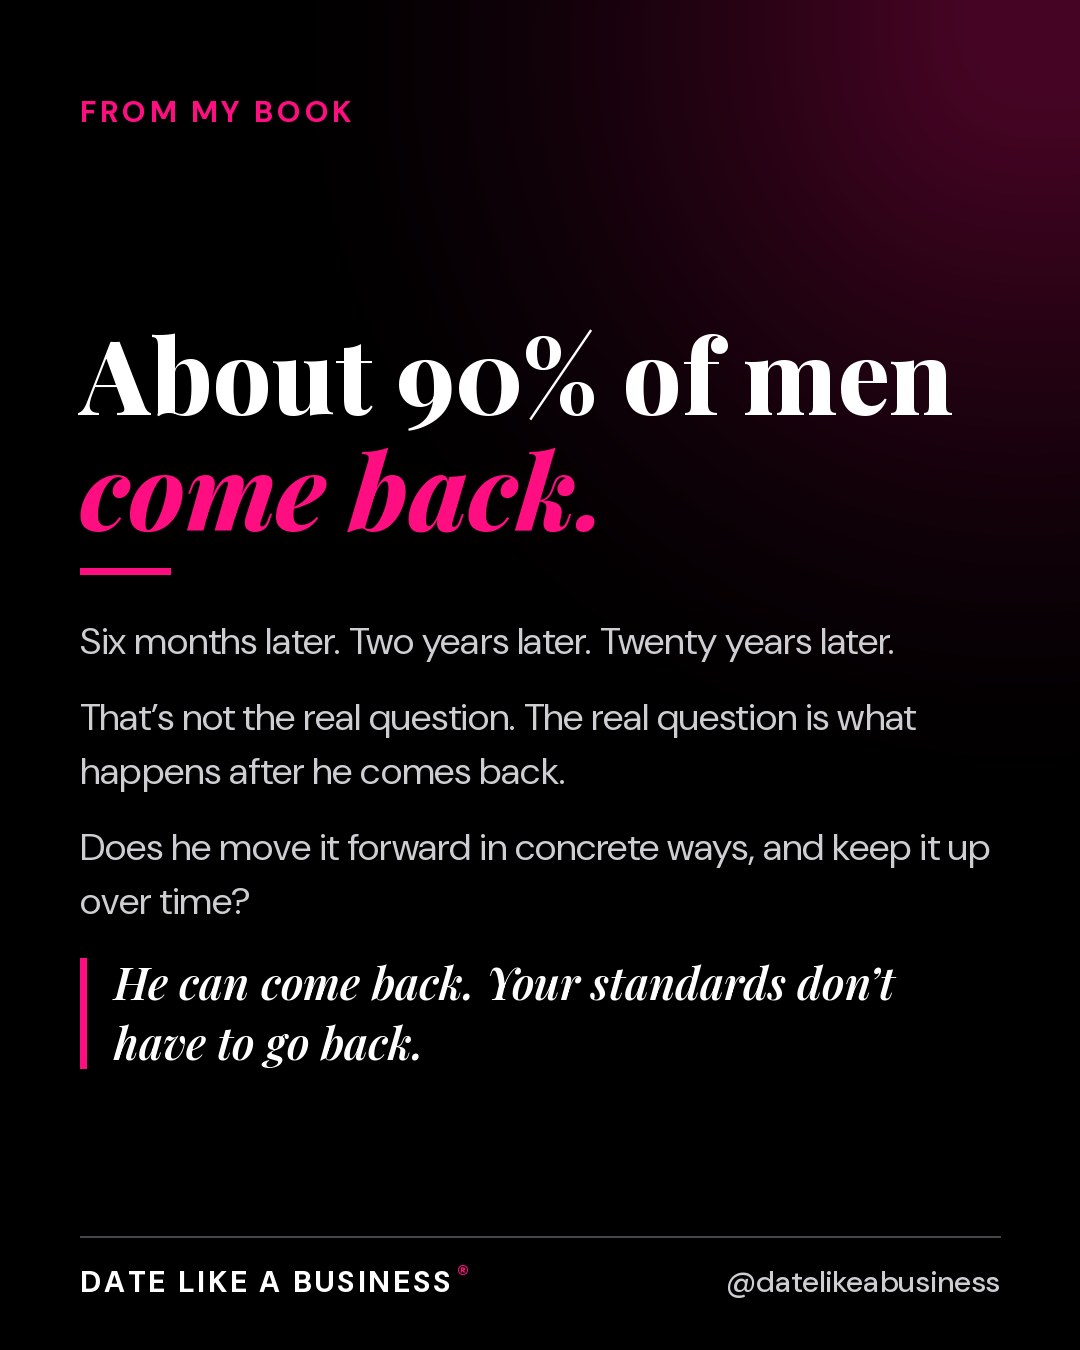 FROM MY BOOK
About 90% of men
come back.
Six months later. Two years later. Twenty years later.
That’s not the real question. The real question is what
happens after he comes back.
Does he move it forward in concrete ways, and keep it up
over time?
He can come back. Your standards don’t
have to go back.
DATE LIKE A BUSINESS®
@datelikeabusiness